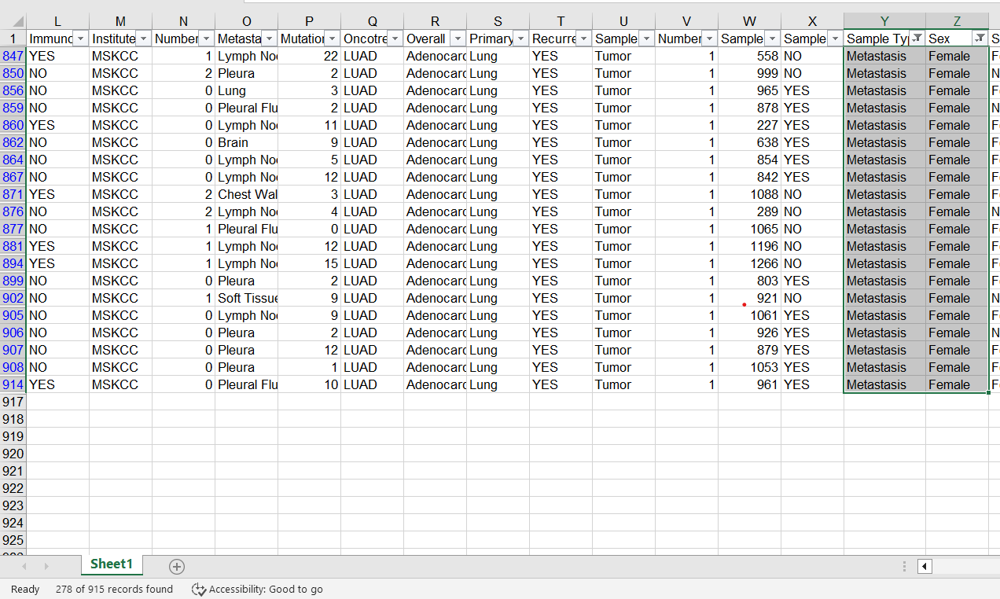 L M N O P Q R S T U V W X Y Z
1 Immunc Institute Number Metasta Mutation Oncotre Overall Primary Recurre Sample Number Sample Sample Sample Typ Sex S
847 YES MSKCC 1 Lymph Noc 22 LUAD Adenocarc Lung YES Tumor 1 558 NO Metastasis Female F
850 NO MSKCC 2 Pleura 2 LUAD Adenocarc Lung YES Tumor 1 999 NO Metastasis Female N
856 NO MSKCC 0 Lung 3 LUAD Adenocarc Lung YES Tumor 1 965 YES Metastasis Female F
859 NO MSKCC 0 Pleural Flu 2 LUAD Adenocarc Lung YES Tumor 1 878 YES Metastasis Female N
860 YES MSKCC 0 Lymph Noc 11 LUAD Adenocarc Lung YES Tumor 1 227 YES Metastasis Female F
862 NO MSKCC 0 Brain 9 LUAD Adenocarc Lung YES Tumor 1 638 YES Metastasis Female F
864 NO MSKCC 0 Lymph Noc 5 LUAD Adenocarc Lung YES Tumor 1 854 YES Metastasis Female F
867 NO MSKCC 0 Lymph Noc 12 LUAD Adenocarc Lung YES Tumor 1 842 YES Metastasis Female F
871 YES MSKCC 2 Chest Wal 3 LUAD Adenocarc Lung YES Tumor 1 1088 NO Metastasis Female F
876 NO MSKCC 2 Lymph Noc 4 LUAD Adenocarc Lung YES Tumor 1 289 NO Metastasis Female N
877 NO MSKCC 1 Pleural Flu 0 LUAD Adenocarc Lung YES Tumor 1 1065 NO Metastasis Female F
881 YES MSKCC 1 Lymph Noc 12 LUAD Adenocarc Lung YES Tumor 1 1196 NO Metastasis Female F
894 YES MSKCC 1 Lymph Noc 15 LUAD Adenocarc Lung YES Tumor 1 1266 NO Metastasis Female F
899 NO MSKCC 0 Pleura 2 LUAD Adenocarc Lung YES Tumor 1 803 YES Metastasis Female F
902 NO MSKCC 1 Soft Tissue 9 LUAD Adenocarc Lung YES Tumor 1 921 NO Metastasis Female N
905 NO MSKCC 0 Lymph Noc 9 LUAD Adenocarc Lung YES Tumor 1 1061 YES Metastasis Female F
906 NO MSKCC 0 Pleura 2 LUAD Adenocarc Lung YES Tumor 1 926 YES Metastasis Female N
907 NO MSKCC 0 Pleura 12 LUAD Adenocarc Lung YES Tumor 1 879 YES Metastasis Female F
908 NO MSKCC 0 Pleura 1 LUAD Adenocarc Lung YES Tumor 1 1053 YES Metastasis Female F
914 YES MSKCC 0 Pleural Flu 10 LUAD Adenocarc Lung YES Tumor 1 961 YES Metastasis Female F
917
918
919
920
921
922
923
924
925
Sheet1
Ready 278 of 915 records found Accessibility: Good to go